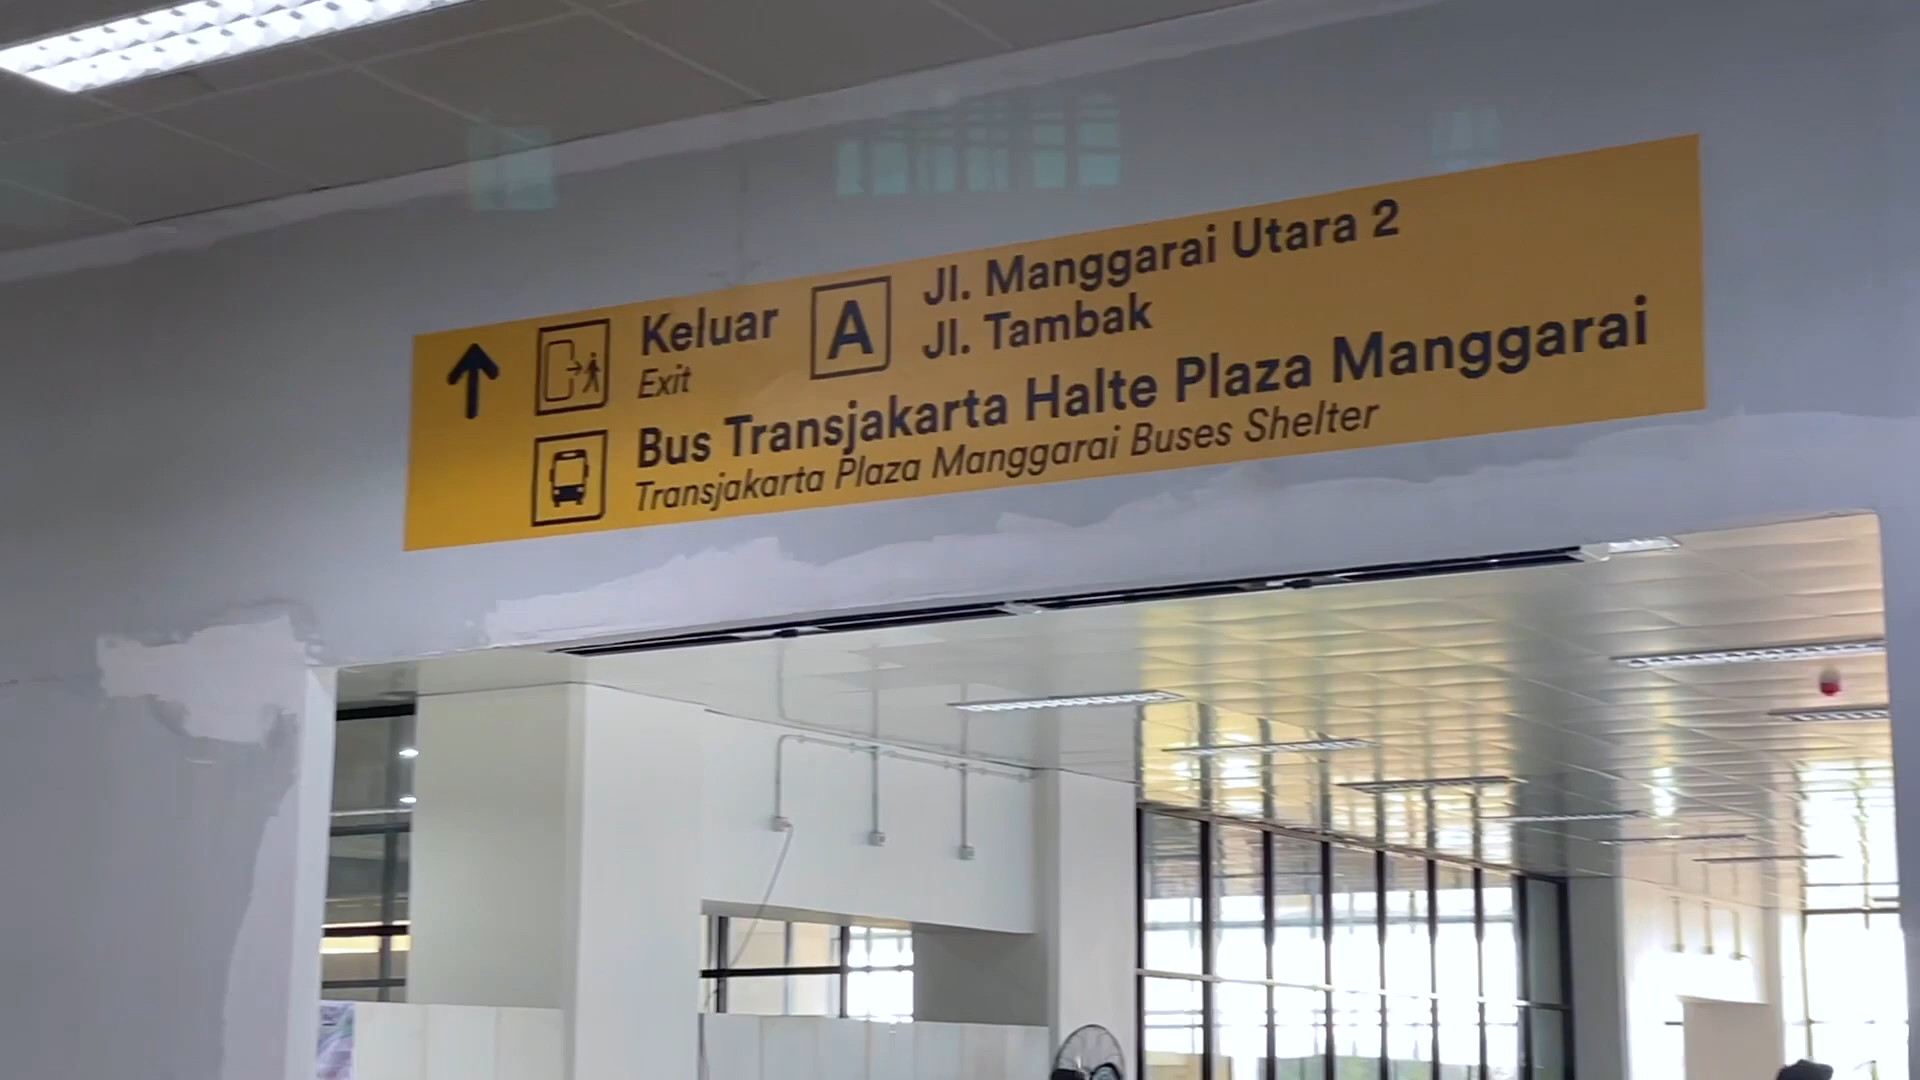 Keluar
Exit
A
Jl. Manggarai Utara 2
Jl. Tambak
Bus Transjakarta Halte Plaza Manggarai
Transjakarta Plaza Manggarai Buses Shelter